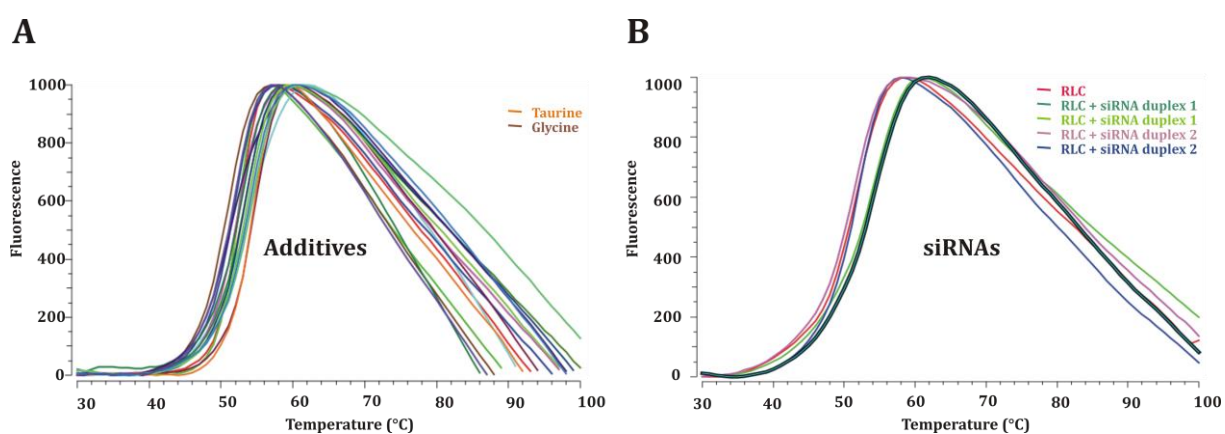 A
1000
800
600
400
200
0
Fluorescence
Taurine
Glycine
Additives
30 40 50 60 70 80 90 100
Temperature (°C)
B
1000
800
600
400
200
0
Fluorescence
RLC
RLC + siRNA duplex 1
RLC + siRNA duplex 1
RLC + siRNA duplex 2
RLC + siRNA duplex 2
siRNAs
30 40 50 60 70 80 90 100
Temperature (°C)